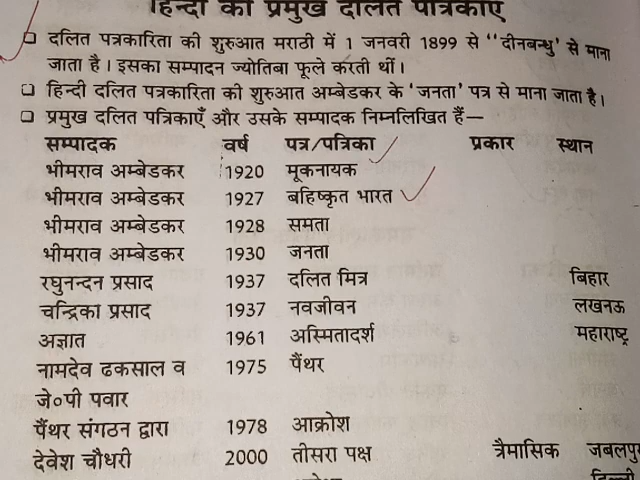 हिन्दी की प्रमुख दलित पत्रिकाएँ
दलित पत्रकारिता की शुरुआत मराठी में 1 जनवरी 1899 से ''दीनबन्धु' से माना
जाता है। इसका सम्पादन ज्योतिबा फूले करती थीं।
हिन्दी दलित पत्रकारिता की शुरुआत अम्बेडकर के 'जनता' पत्र से माना जाता है।
प्रमुख दलित पत्रिकाएँ और उसके सम्पादक निम्नलिखित हैं—
सम्पादक वर्ष पत्र/पत्रिका प्रकार स्थान
भीमराव अम्बेडकर 1920 मूकनायक
भीमराव अम्बेडकर 1927 बहिष्कृत भारत
भीमराव अम्बेडकर 1928 समता
भीमराव अम्बेडकर 1930 जनता
रघुनन्दन प्रसाद 1937 दलित मित्र बिहार
चन्द्रिका प्रसाद 1937 नवजीवन लखनऊ
अज्ञात 1961 अस्मितादर्श महाराष्ट्र
नामदेव ढकसाल व 1975 पैंथर
जे०पी पवार
पैंथर संगठन द्वारा 1978 आक्रोश
देवेश चौधरी 2000 तीसरा पक्ष त्रैमासिक जबलपुर